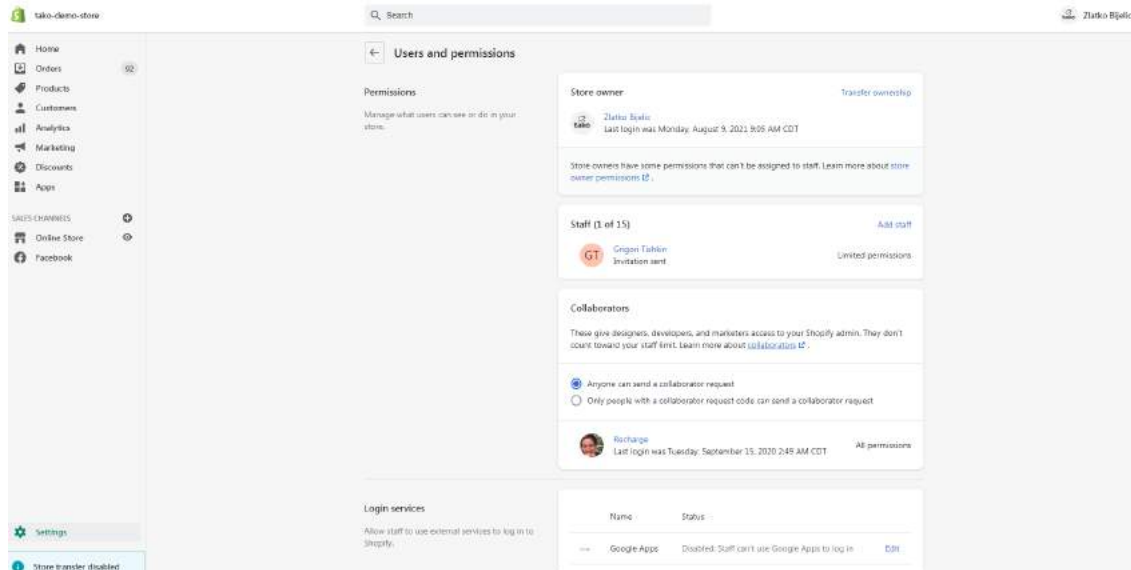 tako-demo-store
Search
Zlatko Bijelic
Home
Orders 92
Products
Customers
Analytics
Marketing
Discounts
Apps
SALES CHANNELS
Online Store
Facebook
Settings
Store transfer disabled
Users and permissions
Permissions
Manage what users can see or do in your
store.
Store owner
Transfer ownership
tako
Zlatko Bijelic
Last login was Monday, August 9, 2021 9:05 AM CDT
Store owners have some permissions that can't be assigned to staff. Learn more about store
owner permissions .
Staff (1 of 15)
Add staff
GT
Grigori Tishkin
Invitation sent
Limited permissions
Collaborators
These give designers, developers, and marketers access to your Shopify admin. They don't
count toward your staff limit. Learn more about collaborators .
Anyone can send a collaborator request
Only people with a collaborator request code can send a collaborator request
Recharge
Last login was Tuesday, September 15, 2020 2:49 AM CDT
All permissions
Login services
Allow staff to use external services to log in to
Shopify.
Name Status
Google Apps Disabled: Staff can't use Google Apps to log in Edit